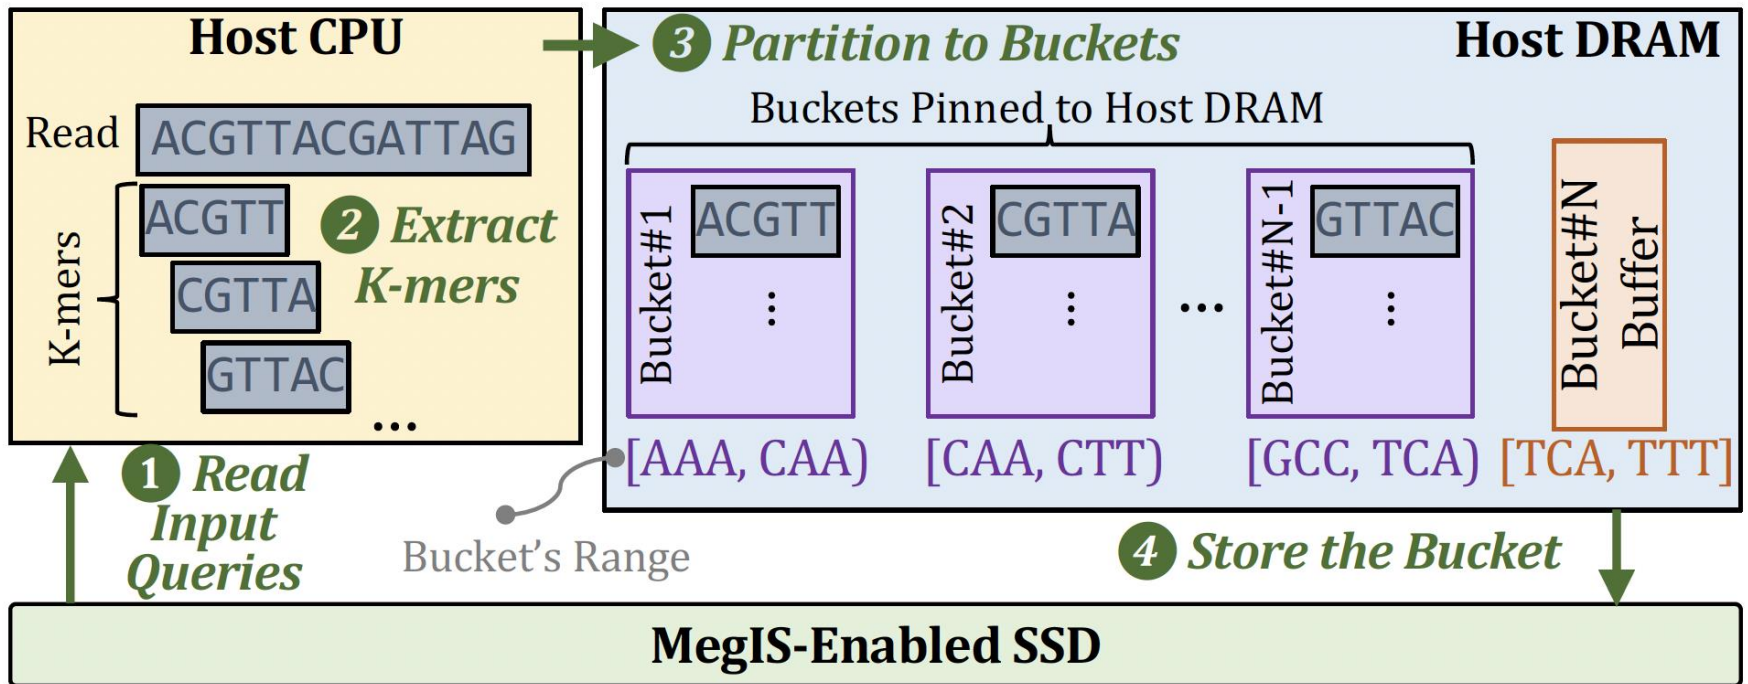 Host CPU
Read
ACGTTACGATTAG
K-mers
ACGTT
CGTTA
GTTAC
...
2 Extract
K-mers
1 Read
Input
Queries
3 Partition to Buckets
Host DRAM
Buckets Pinned to Host DRAM
Bucket#1
ACGTT
...
[AAA, CAA)
Bucket#2
CGTTA
...
[CAA, CTT)
...
Bucket#N-1
GTTAC
...
[GCC, TCA)
Bucket#N
Buffer
[TCA, TTT]
Bucket's Range
4 Store the Bucket
MegIS-Enabled SSD